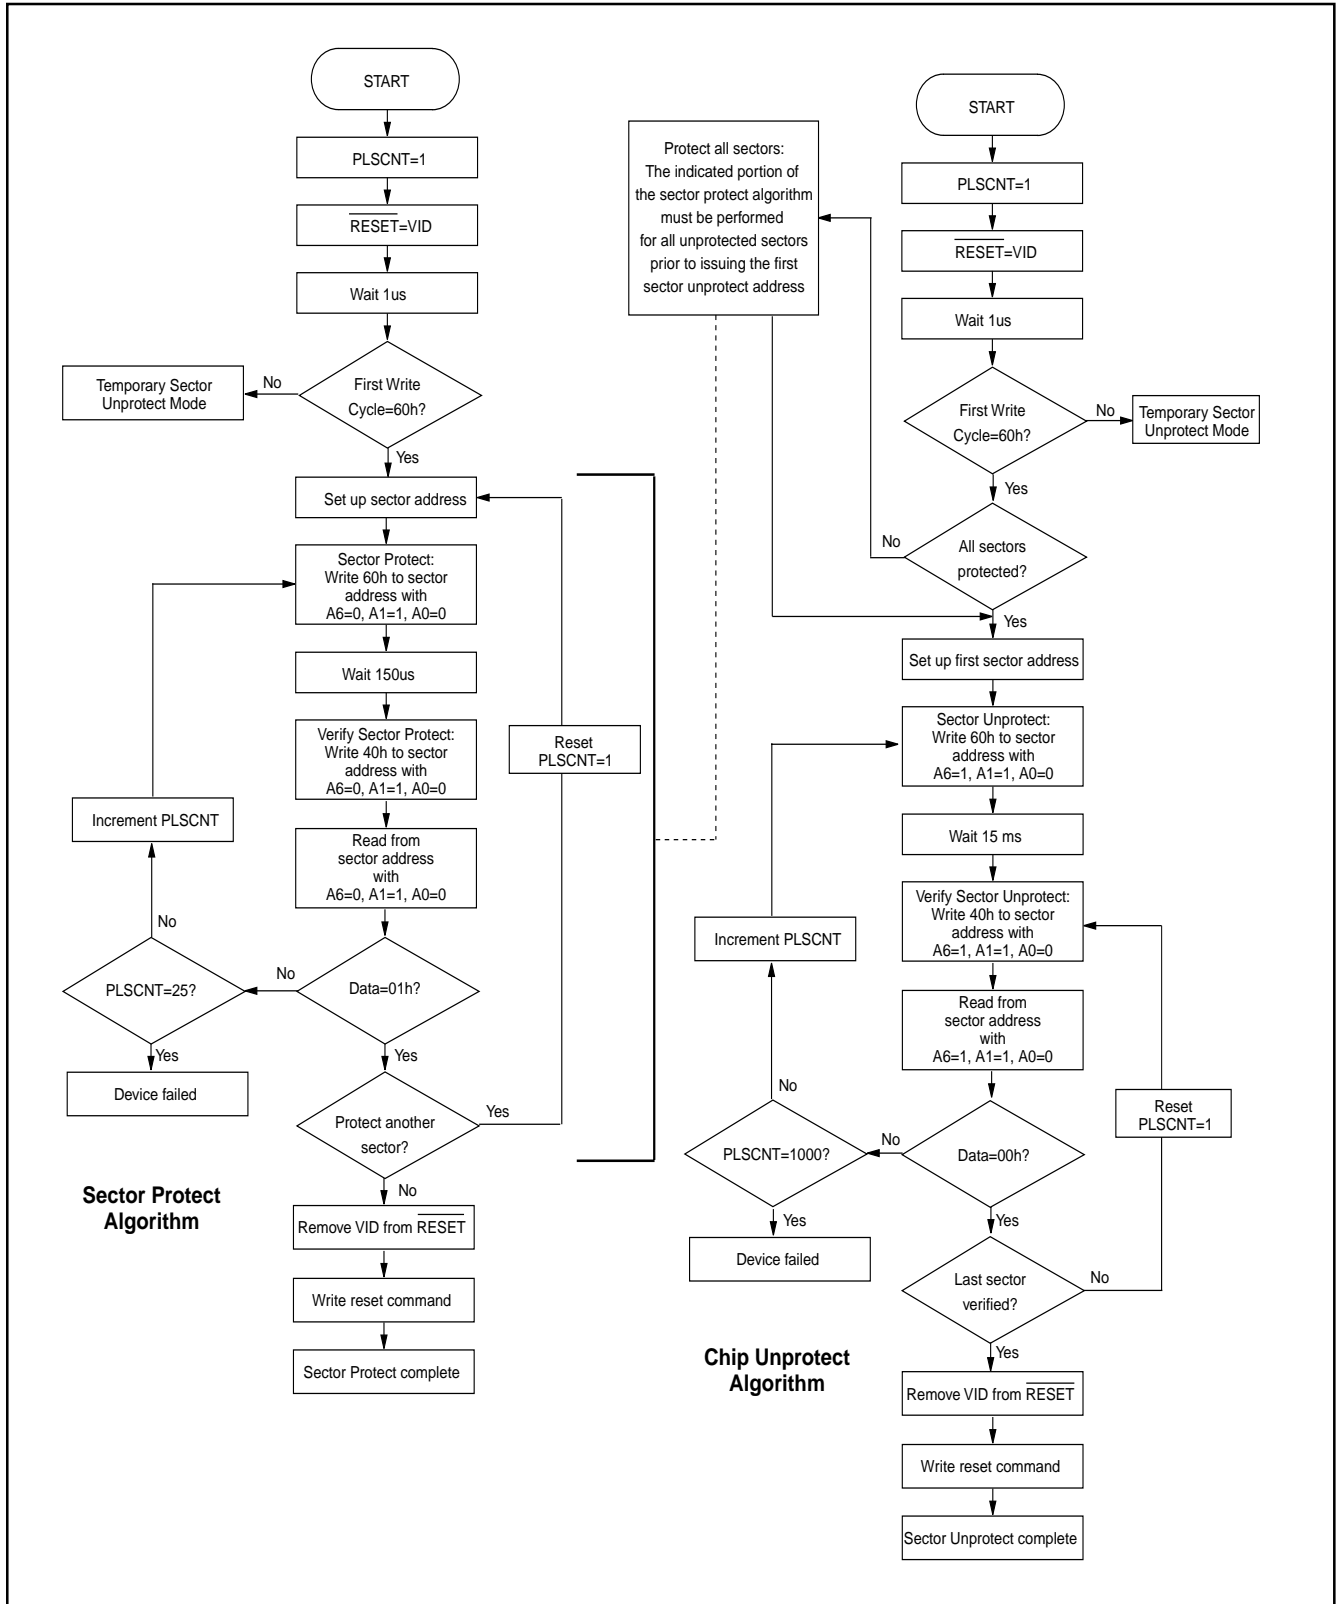 START
PLSCNT=1
RESET=VID
Wait 1us
First Write
Cycle=60h?
No
Temporary Sector
Unprotect Mode
Yes
Set up sector address
Sector Protect:
Write 60h to sector
address with
A6=0, A1=1, A0=0
Wait 150us
Verify Sector Protect:
Write 40h to sector
address with
A6=0, A1=1, A0=0
Reset
PLSCNT=1
Increment PLSCNT
Read from
sector address
with
A6=0, A1=1, A0=0
No
PLSCNT=25?
No
Data=01h?
Yes
Device failed
Yes
Protect another
sector?
Yes
No
Sector Protect
Algorithm
Remove VID from RESET
Write reset command
Sector Protect complete
Protect all sectors:
The indicated portion of
the sector protect algorithm
must be performed
for all unprotected sectors
prior to issuing the first
sector unprotect address
START
PLSCNT=1
RESET=VID
Wait 1us
First Write
Cycle=60h?
No
Temporary Sector
Unprotect Mode
Yes
No
All sectors
protected?
Yes
Set up first sector address
Sector Unprotect:
Write 60h to sector
address with
A6=1, A1=1, A0=0
Wait 15 ms
Verify Sector Unprotect:
Write 40h to sector
address with
A6=1, A1=1, A0=0
Increment PLSCNT
Read from
sector address
with
A6=1, A1=1, A0=0
No
Reset
PLSCNT=1
PLSCNT=1000?
No
Data=00h?
Yes
Device failed
Yes
Last sector
verified?
No
Yes
Chip Unprotect
Algorithm
Remove VID from RESET
Write reset command
Sector Unprotect complete